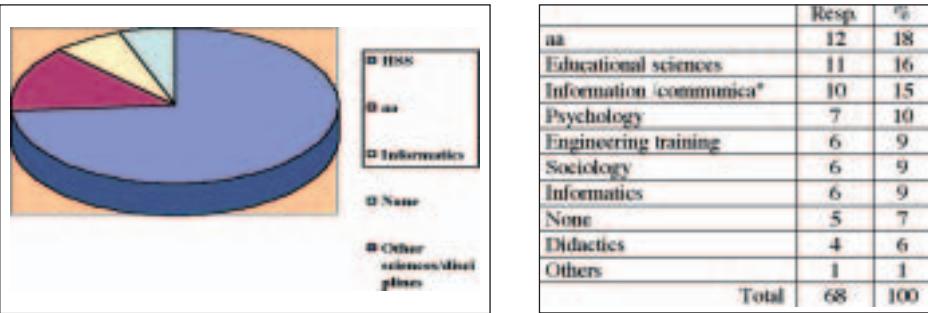 HSS
aa
Informatics
None
Other
sciences/disci
plines
Resp. %
aa 12 18
Educational sciences 11 16
Information /communica* 10 15
Psychology 7 10
Engineering training 6 9
Sociology 6 9
Informatics 6 9
None 5 7
Didactics 4 6
Others 1 1
Total 68 100